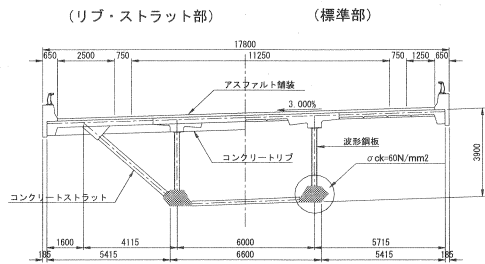 (リブ・ストラット部) (標準部)
17800
650 2500 750 11250 750 1250 650
アスファルト舗装
3.000%
波形鋼板
コンクリートリブ
σck=60N/mm2
3900
コンクリートストラット
1600 4115 6000 5715
185 5415 6600 5415 185